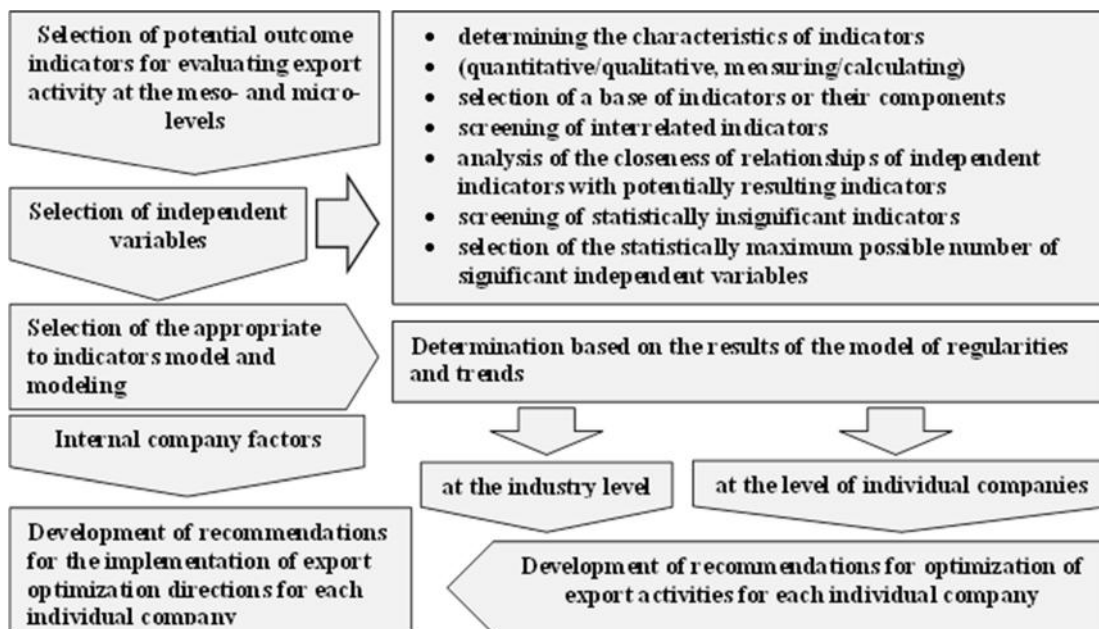 Selection of potential outcome
indicators for evaluating export
activity at the meso- and micro-
levels
• determining the characteristics of indicators
• (quantitative/qualitative, measuring/calculating)
• selection of a base of indicators or their components
• screening of interrelated indicators
• analysis of the closeness of relationships of independent
indicators with potentially resulting indicators
• screening of statistically insignificant indicators
• selection of the statistically maximum possible number of
significant independent variables
Selection of independent
variables
Selection of the appropriate
to indicators model and
modeling
Determination based on the results of the model of regularities
and trends
Internal company factors
at the industry level
at the level of individual companies
Development of recommendations
for the implementation of export
optimization directions for each
individual company
Development of recommendations for optimization of
export activities for each individual company